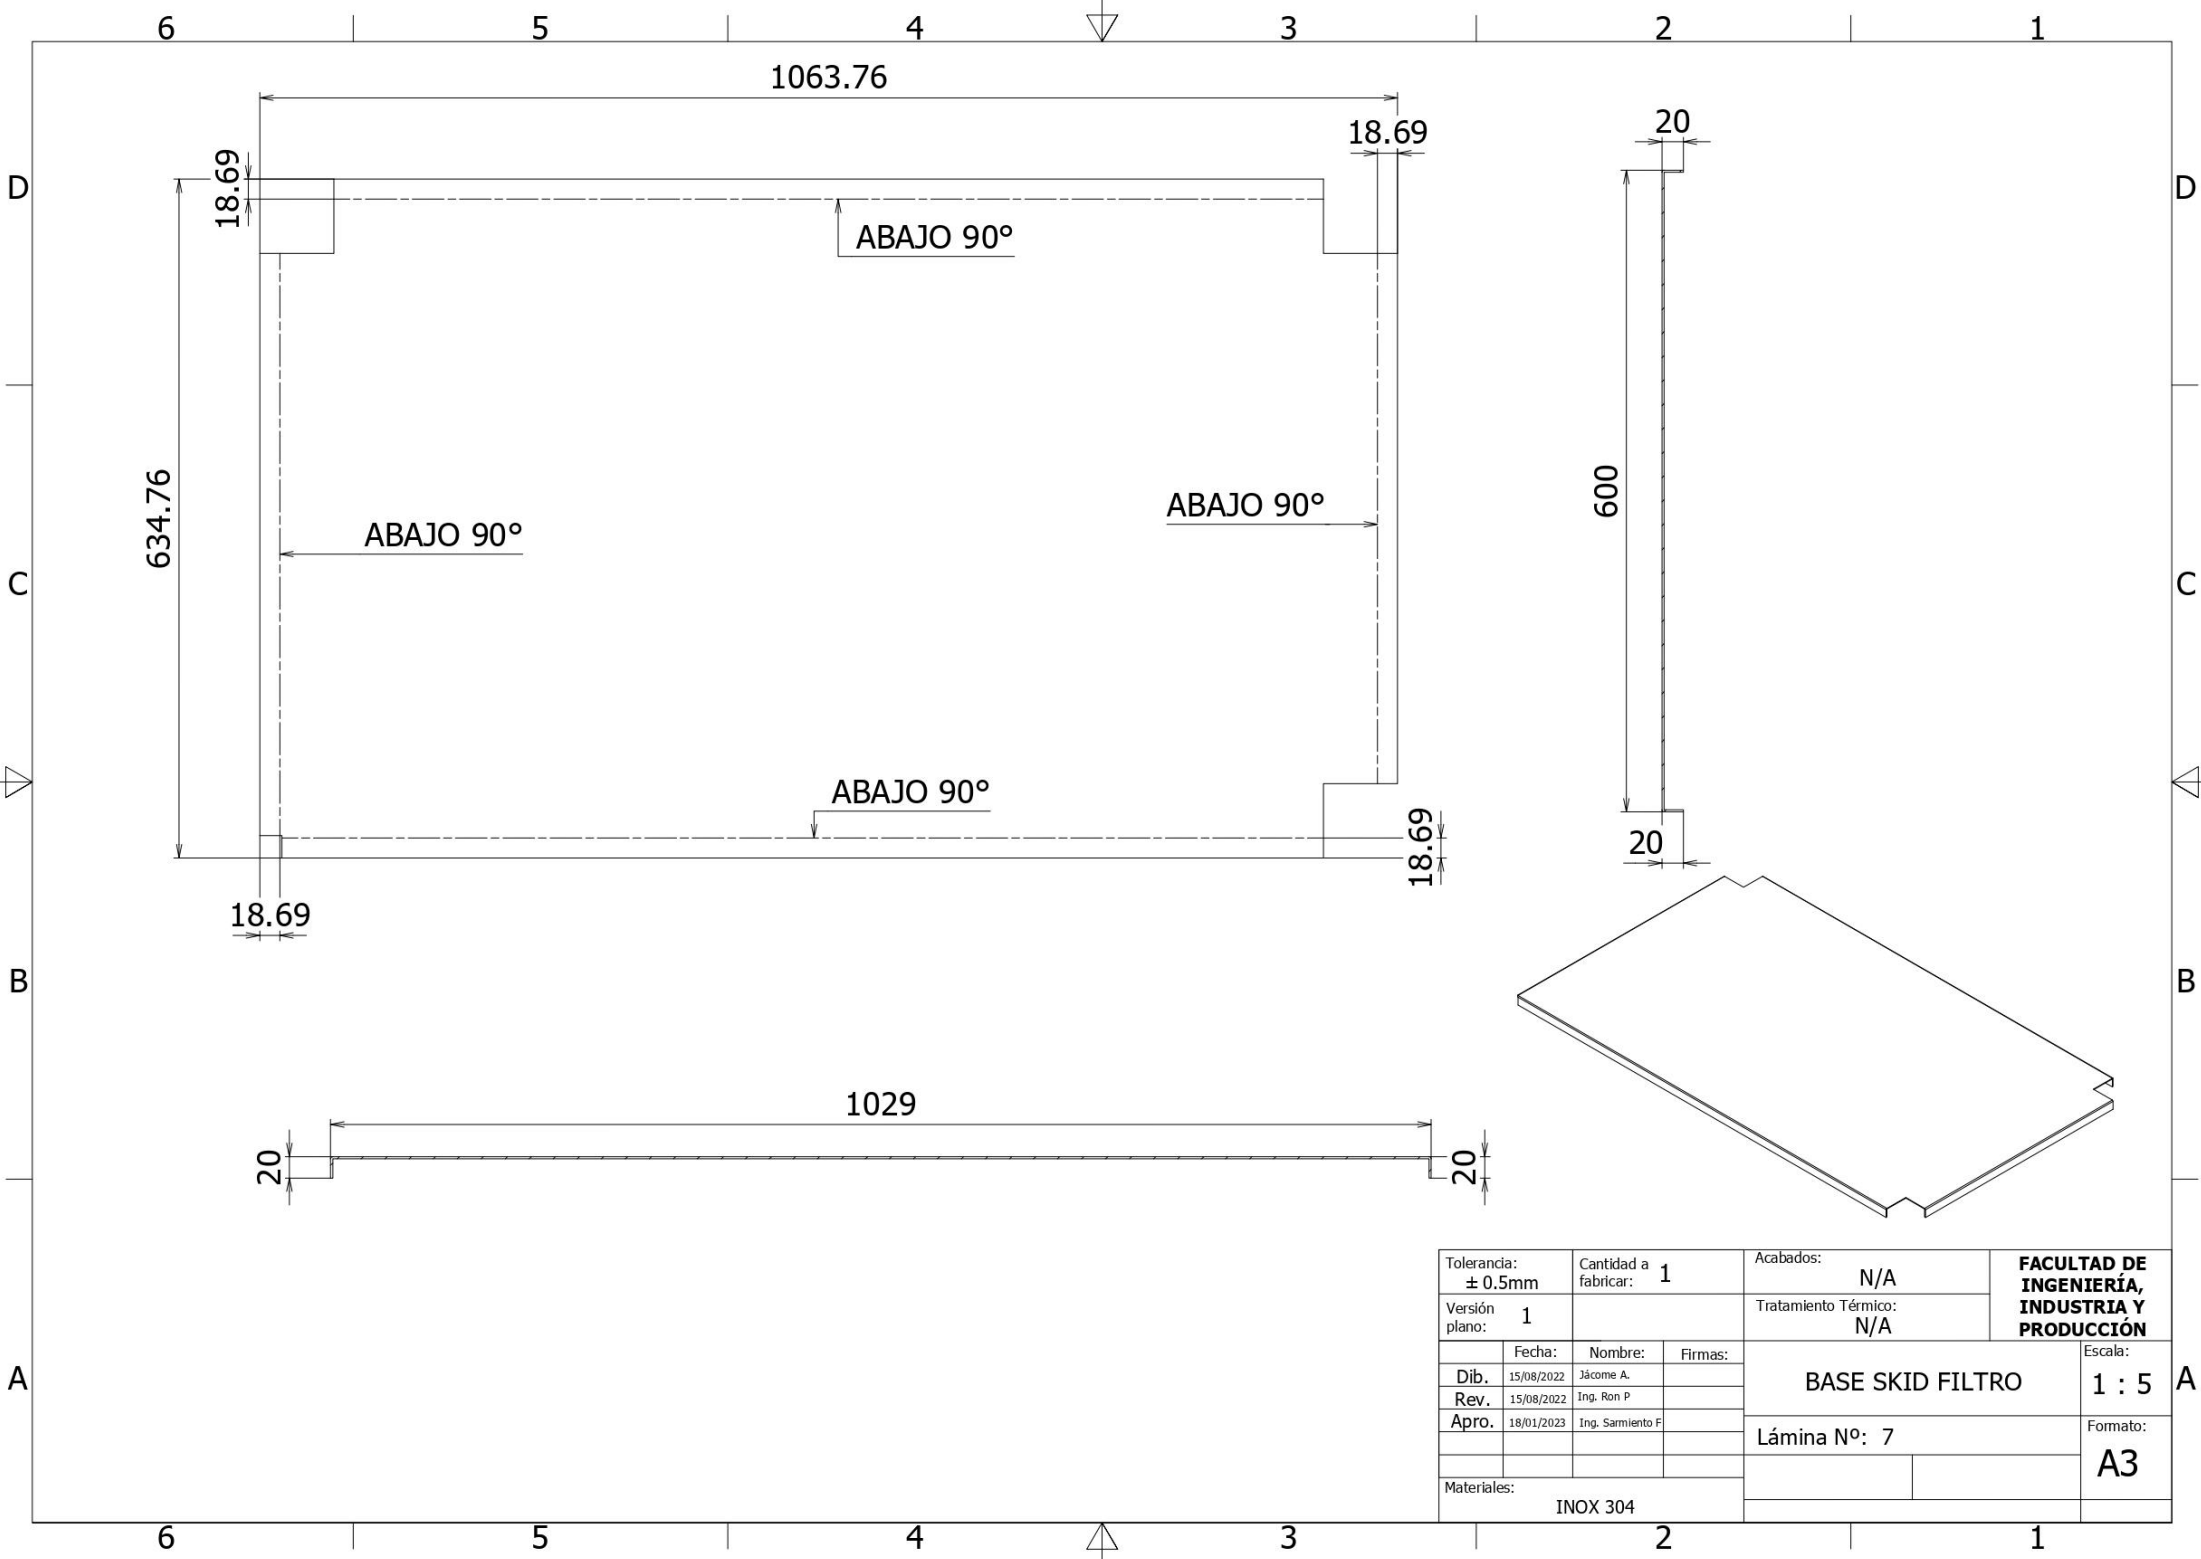 6 5 4 3 2 1
1063.76
18.69
20
18.69
D D
ABAJO 90°
634.76
600
ABAJO 90°
ABAJO 90°
C C
ABAJO 90°
18.69
20
18.69
B B
1029
20
20
Tolerancia:
± 0.5mm
Cantidad a
fabricar: 1
Acabados:
N/A
FACULTAD DE
INGENIERÍA,
INDUSTRIA Y
PRODUCCIÓN
Versión
plano: 1
Tratamiento Térmico:
N/A
Fecha: Nombre: Firmas:
Dib. 15/08/2022 Jácome A.
Rev. 15/08/2022 Ing. Ron P
Apro. 18/01/2023 Ing. Sarmiento F
BASE SKID FILTRO
Escala:
1 : 5
A A
Lámina Nº: 7
Formato:
A3
Materiales:
INOX 304
6 5 4 3 2 1